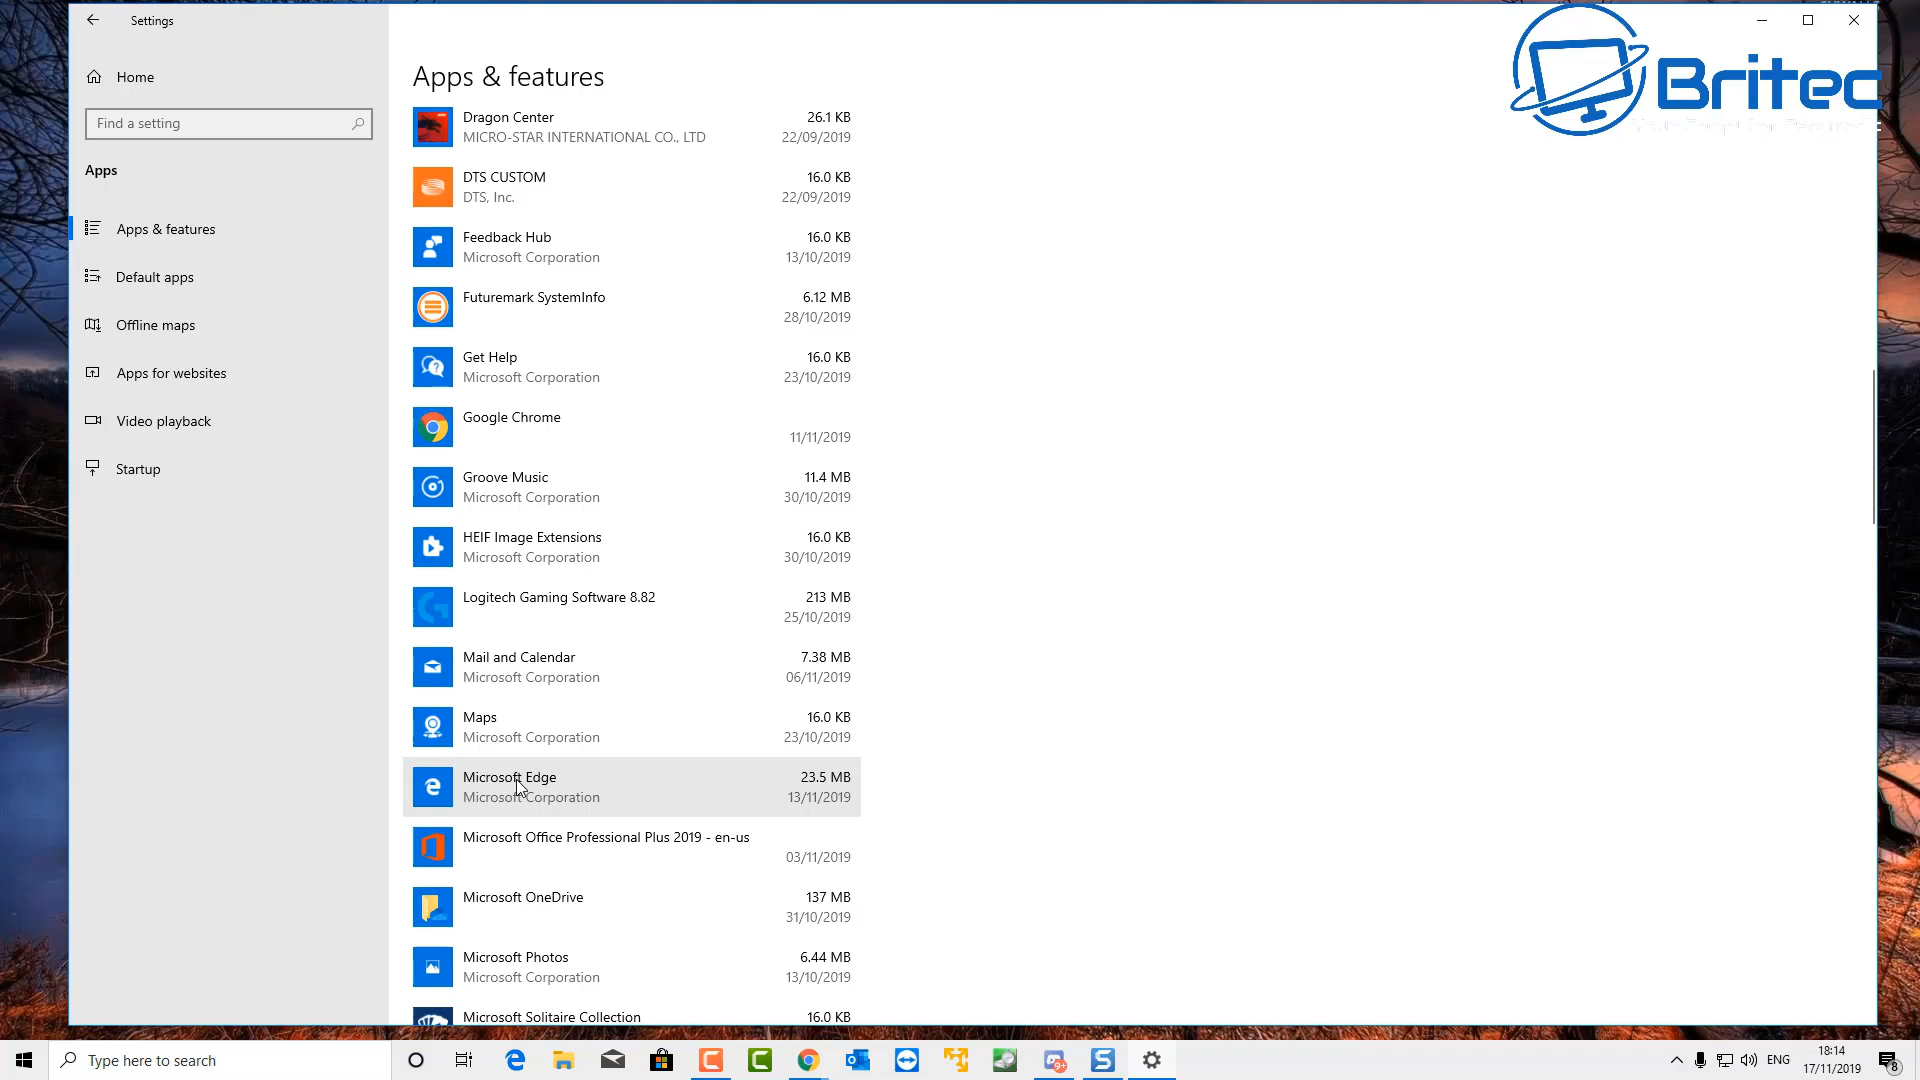 Settings
Home
Find a setting
Apps
Apps & features
Default apps
Offline maps
Apps for websites
Video playback
Startup
Apps & features
Dragon Center 26.1 KB
MICRO-STAR INTERNATIONAL CO., LTD 22/09/2019
DTS CUSTOM 16.0 KB
DTS, Inc. 22/09/2019
Feedback Hub 16.0 KB
Microsoft Corporation 13/10/2019
Futuremark SystemInfo 6.12 MB
28/10/2019
Get Help 16.0 KB
Microsoft Corporation 23/10/2019
Google Chrome
11/11/2019
Groove Music 11.4 MB
Microsoft Corporation 30/10/2019
HEIF Image Extensions 16.0 KB
Microsoft Corporation 30/10/2019
Logitech Gaming Software 8.82 213 MB
25/10/2019
Mail and Calendar 7.38 MB
Microsoft Corporation 06/11/2019
Maps 16.0 KB
Microsoft Corporation 23/10/2019
Microsoft Edge 23.5 MB
Microsoft Corporation 13/11/2019
Microsoft Office Professional Plus 2019 - en-us
03/11/2019
Microsoft OneDrive 137 MB
31/10/2019
Microsoft Photos 6.44 MB
Microsoft Corporation 13/10/2019
Microsoft Solitaire Collection 16.0 KB
Britec
Type here to search
9+
ENG
18:14
17/11/2019
8